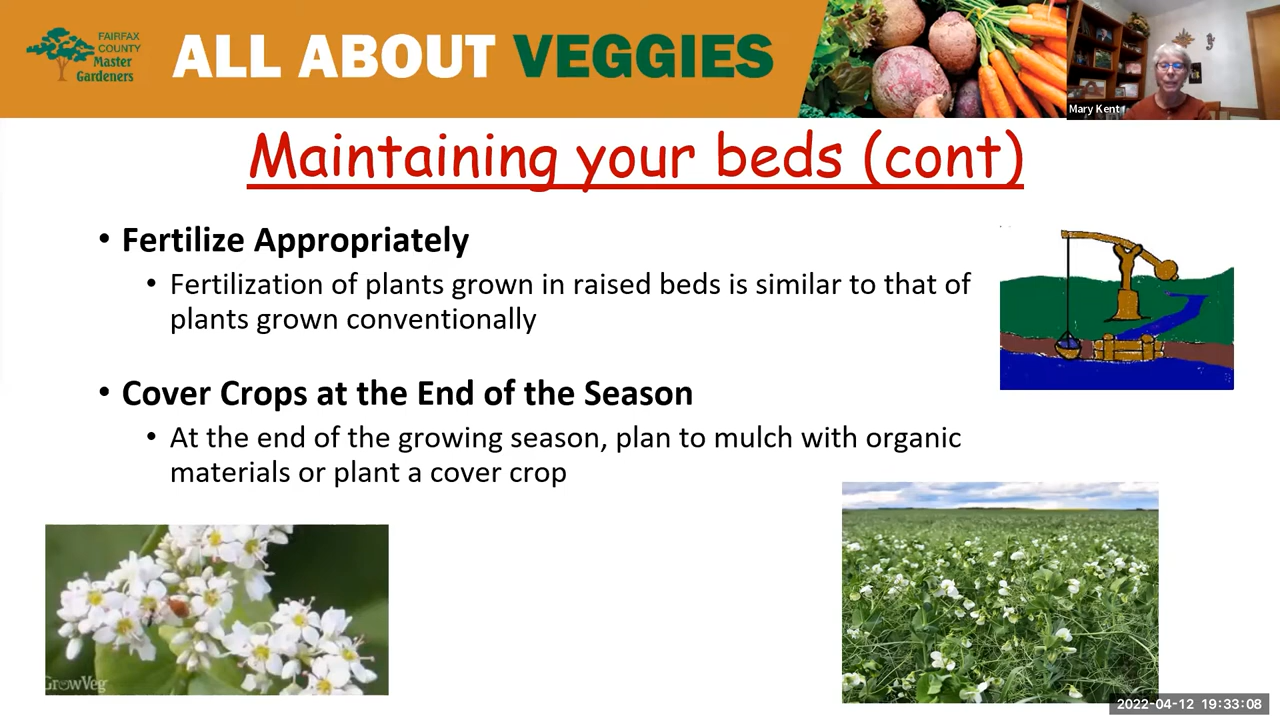 FAIRFAX
COUNTY
Master
Gardeners
ALL ABOUT VEGGIES
Mary Kent
Maintaining your beds (cont)
• Fertilize Appropriately
• Fertilization of plants grown in raised beds is similar to that of
plants grown conventionally
• Cover Crops at the End of the Season
• At the end of the growing season, plan to mulch with organic
materials or plant a cover crop
GrowVeg
2022-04-12 19:33:08